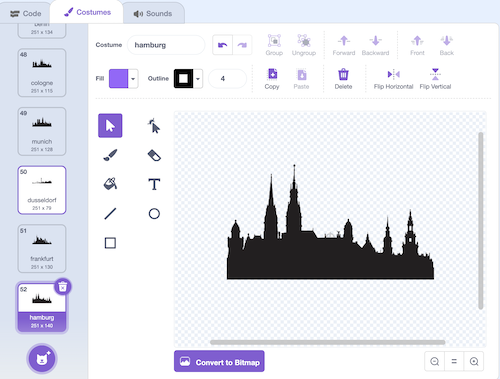 Code
Costumes
Sounds
berlin
251 x 134
48
cologne
251 x 115
49
munich
251 x 128
50
dusseldorf
251 x 79
51
frankfurt
251 x 130
52
hamburg
251 x 140
Costume
hamburg
Group
Ungroup
Forward
Backward
Front
Back
Fill
Outline
4
Copy
Paste
Delete
Flip Horizontal
Flip Vertical
T
Convert to Bitmap